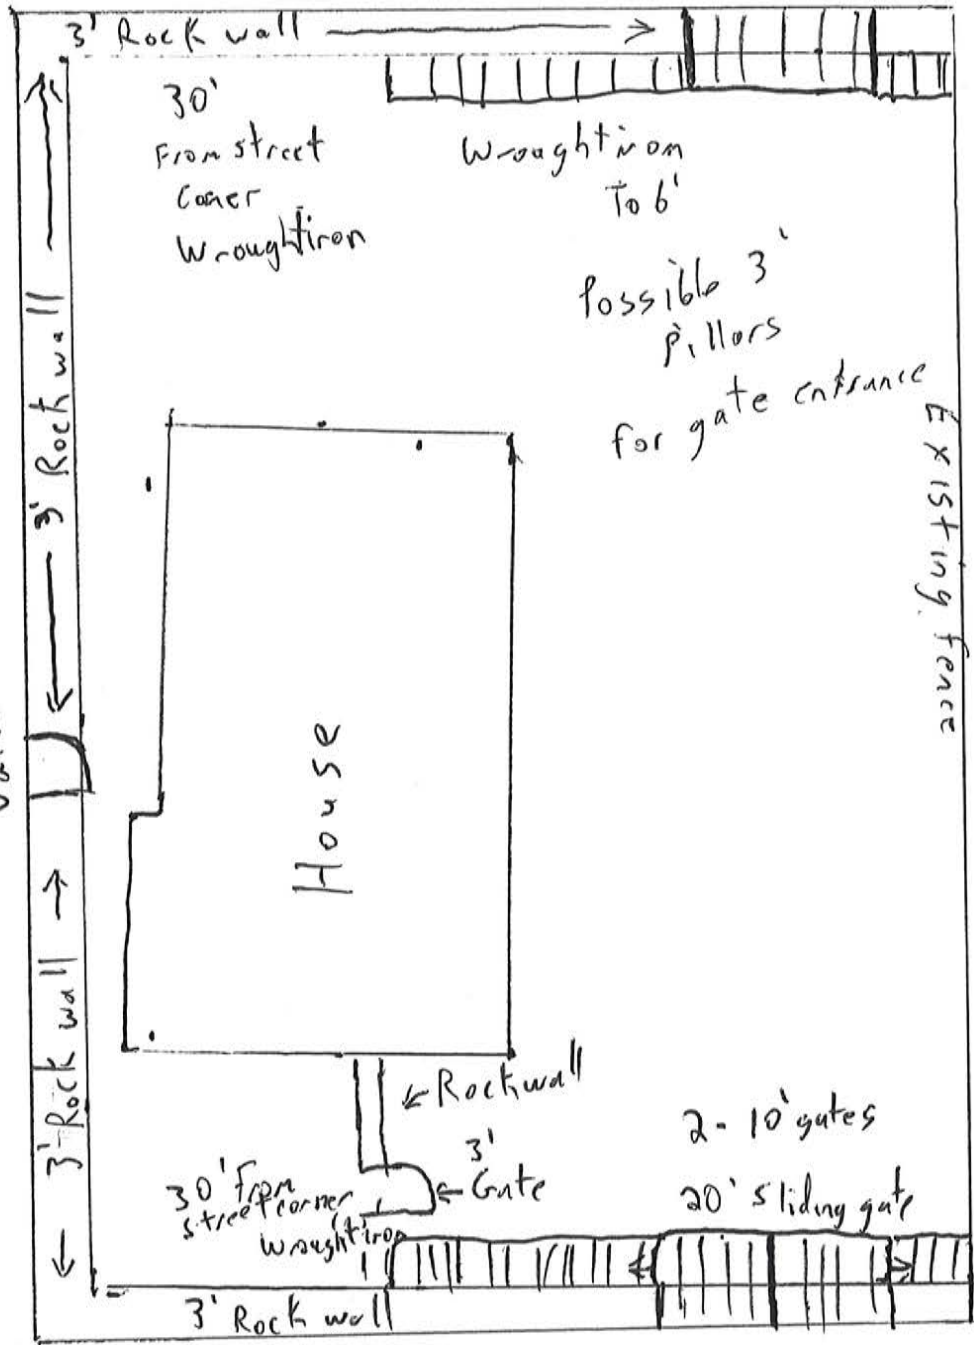 3' Rock wall
30'
From street
Coner
Wroughtiron
Wroughtiron
To 6'
Possible 3'
Pillors
for gate entrance
Existing fence
3' Rock wall
House
3' Rock wall
Rockwall
3'
Gate
2 - 10' gates
20' Sliding gate
30' From
street corner
Wroughtiron
3' Rock wall